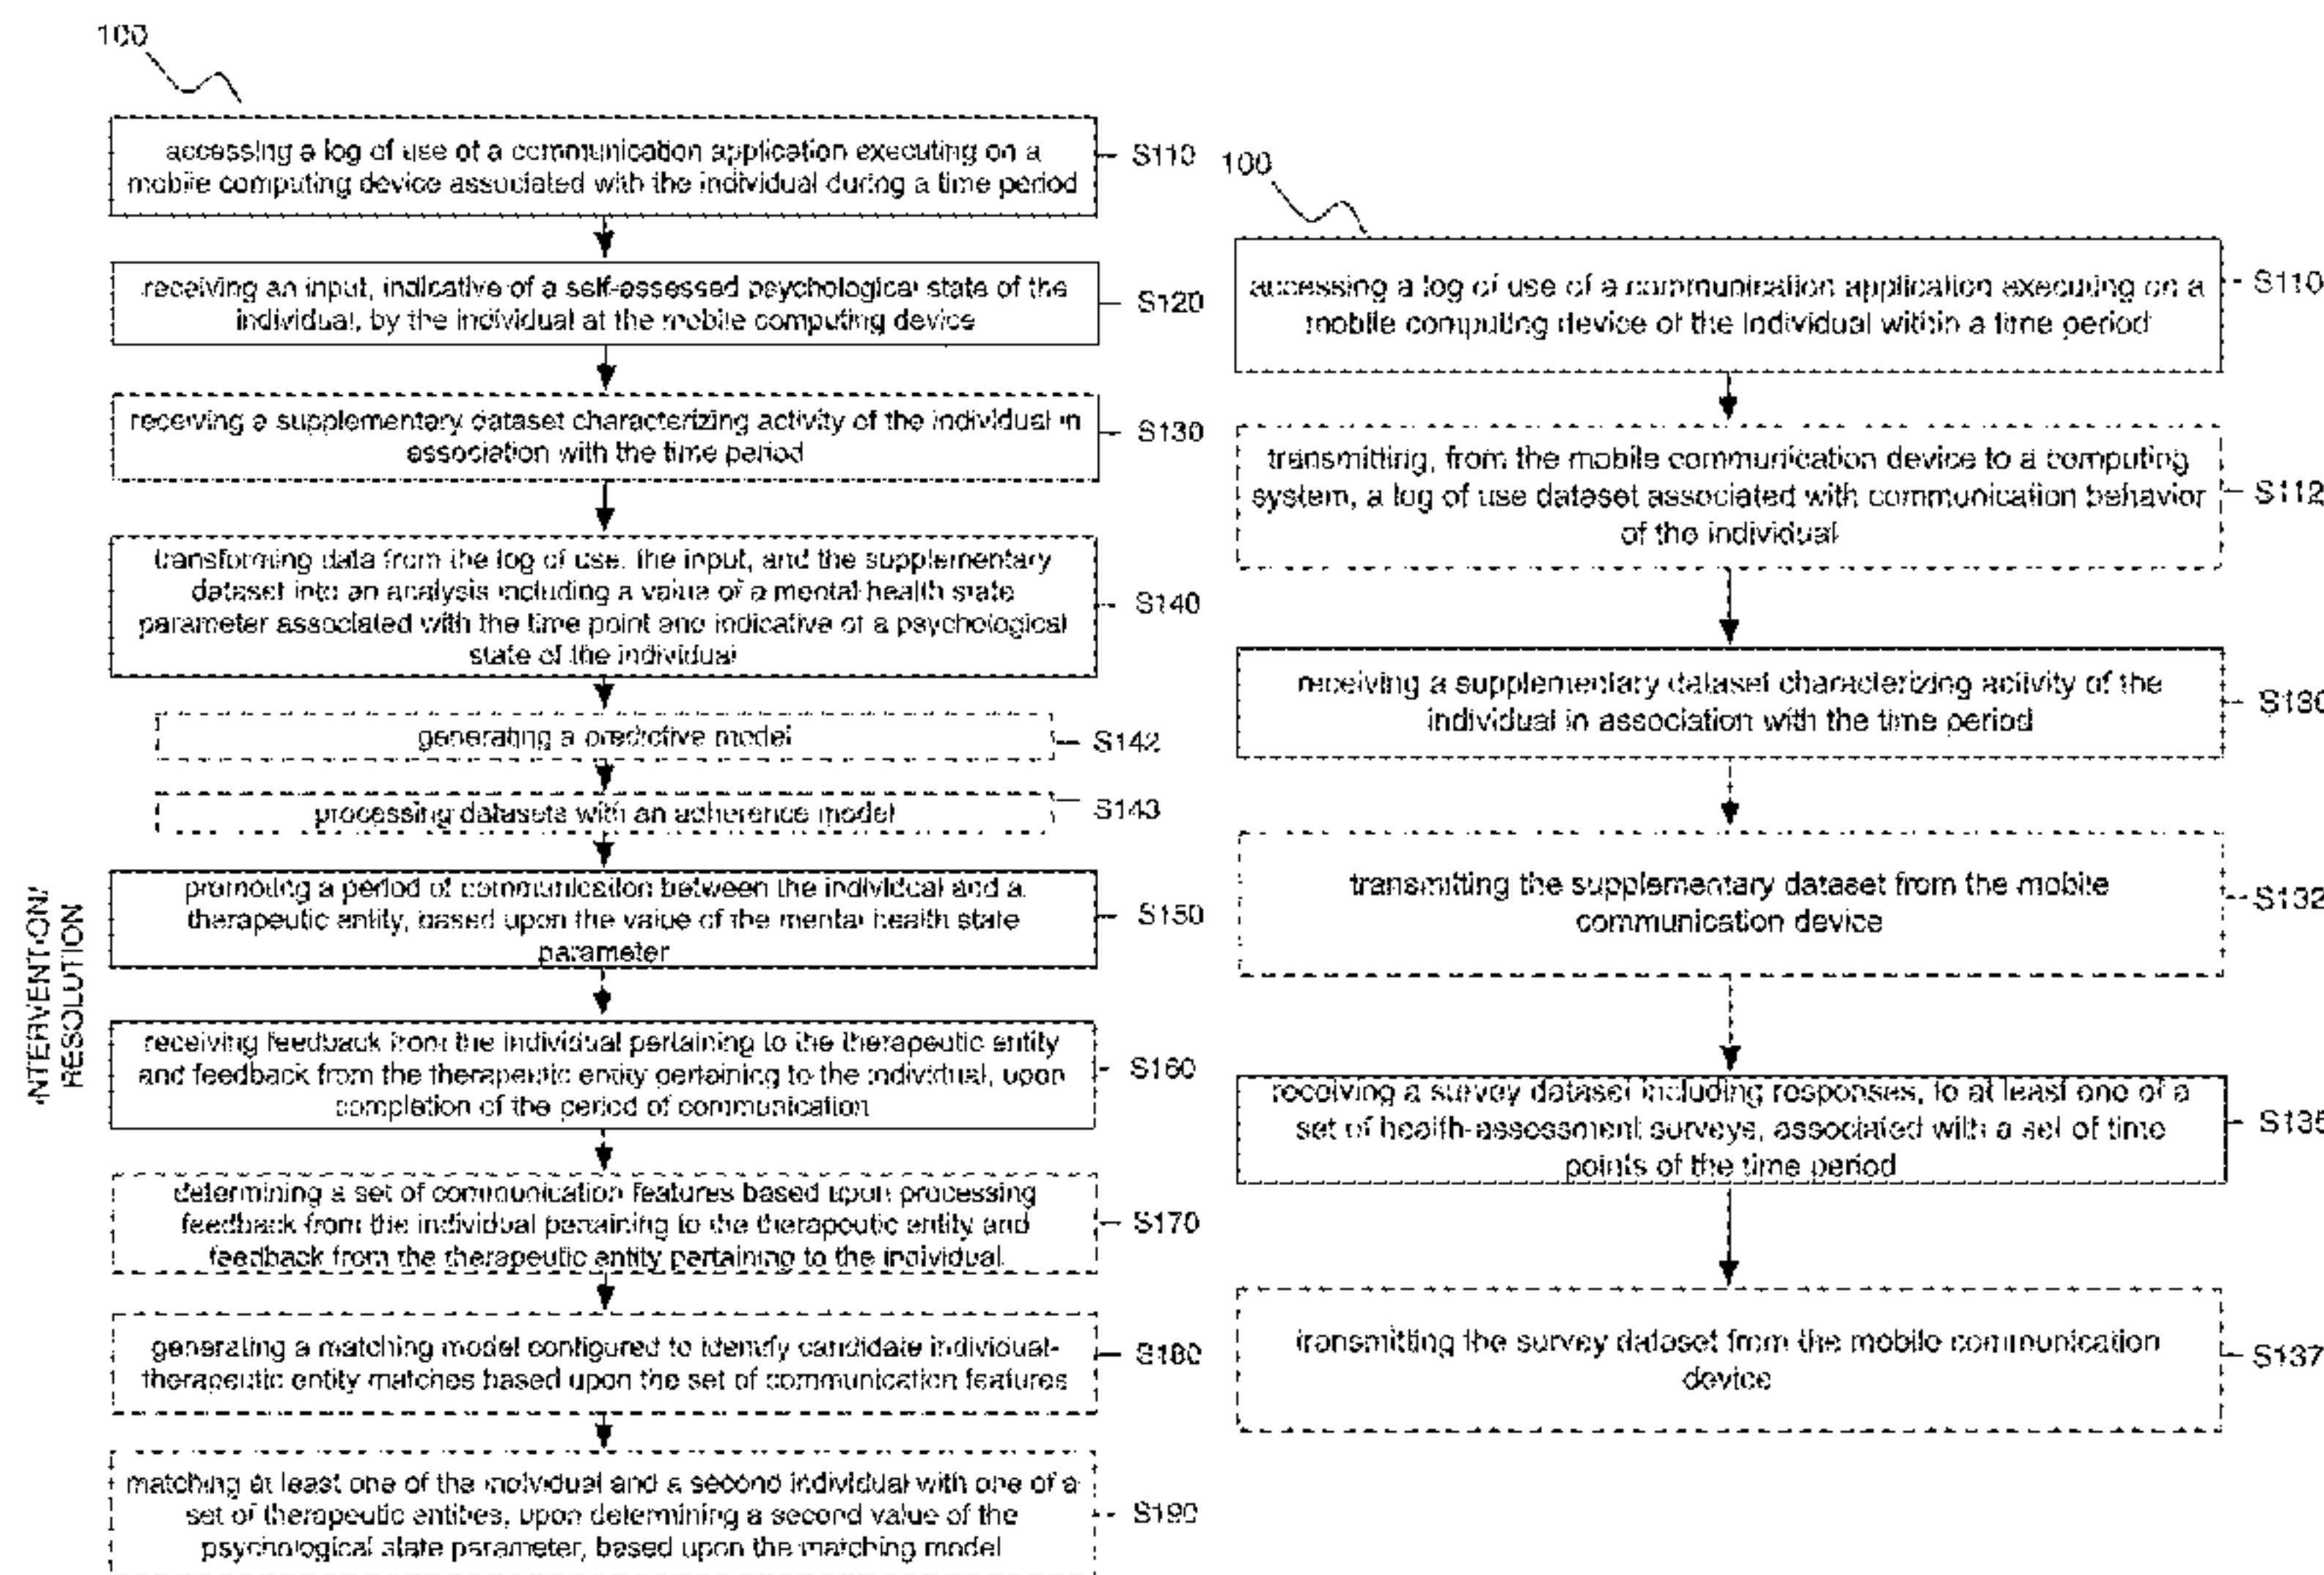 100
accessing a log of use of a communication application executing on a
mobile computing device associated with the individual during a time period
S110
receiving an input, indicative of a self-assessed psychological state of the
individual, by the individual at the mobile computing device
S120
receiving a supplementary dataset characterizing activity of the individual in
association with the time period
S130
transforming data from the log of use, the input, and the supplementary
dataset into an analysis including a value of a mental health state
parameter associated with the time point and indicative of a psychological
state of the individual
S140
generating a predictive model
S142
processing datasets with an adherence model
S143
INTERVENTION/
RESOLUTION
promoting a period of communication between the individual and a
therapeutic entity, based upon the value of the mental health state
parameter
S150
receiving feedback from the individual pertaining to the therapeutic entity
and feedback from the therapeutic entity pertaining to the individual, upon
completion of the period of communication
S160
determining a set of communication features based upon processing
feedback from the individual pertaining to the therapeutic entity and
feedback from the therapeutic entity pertaining to the individual
S170
generating a matching model configured to identify candidate individual-
therapeutic entity matches based upon the set of communication features
S180
matching at least one of the individual and a second individual with one of a
set of therapeutic entities, upon determining a second value of the
psychological state parameter, based upon the matching model
S190
100
accessing a log of use of a communication application executing on a
mobile computing device of the individual within a time period
S110
transmitting, from the mobile communication device to a computing
system, a log of use dataset associated with communication behavior
of the individual
S112
receiving a supplementary dataset characterizing activity of the
individual in association with the time period
S130
transmitting the supplementary dataset from the mobile
communication device
S132
receiving a survey dataset including responses, to at least one of a
set of health-assessment surveys, associated with a set of time
points of the time period
S135
transmitting the survey dataset from the mobile communication
device
S137